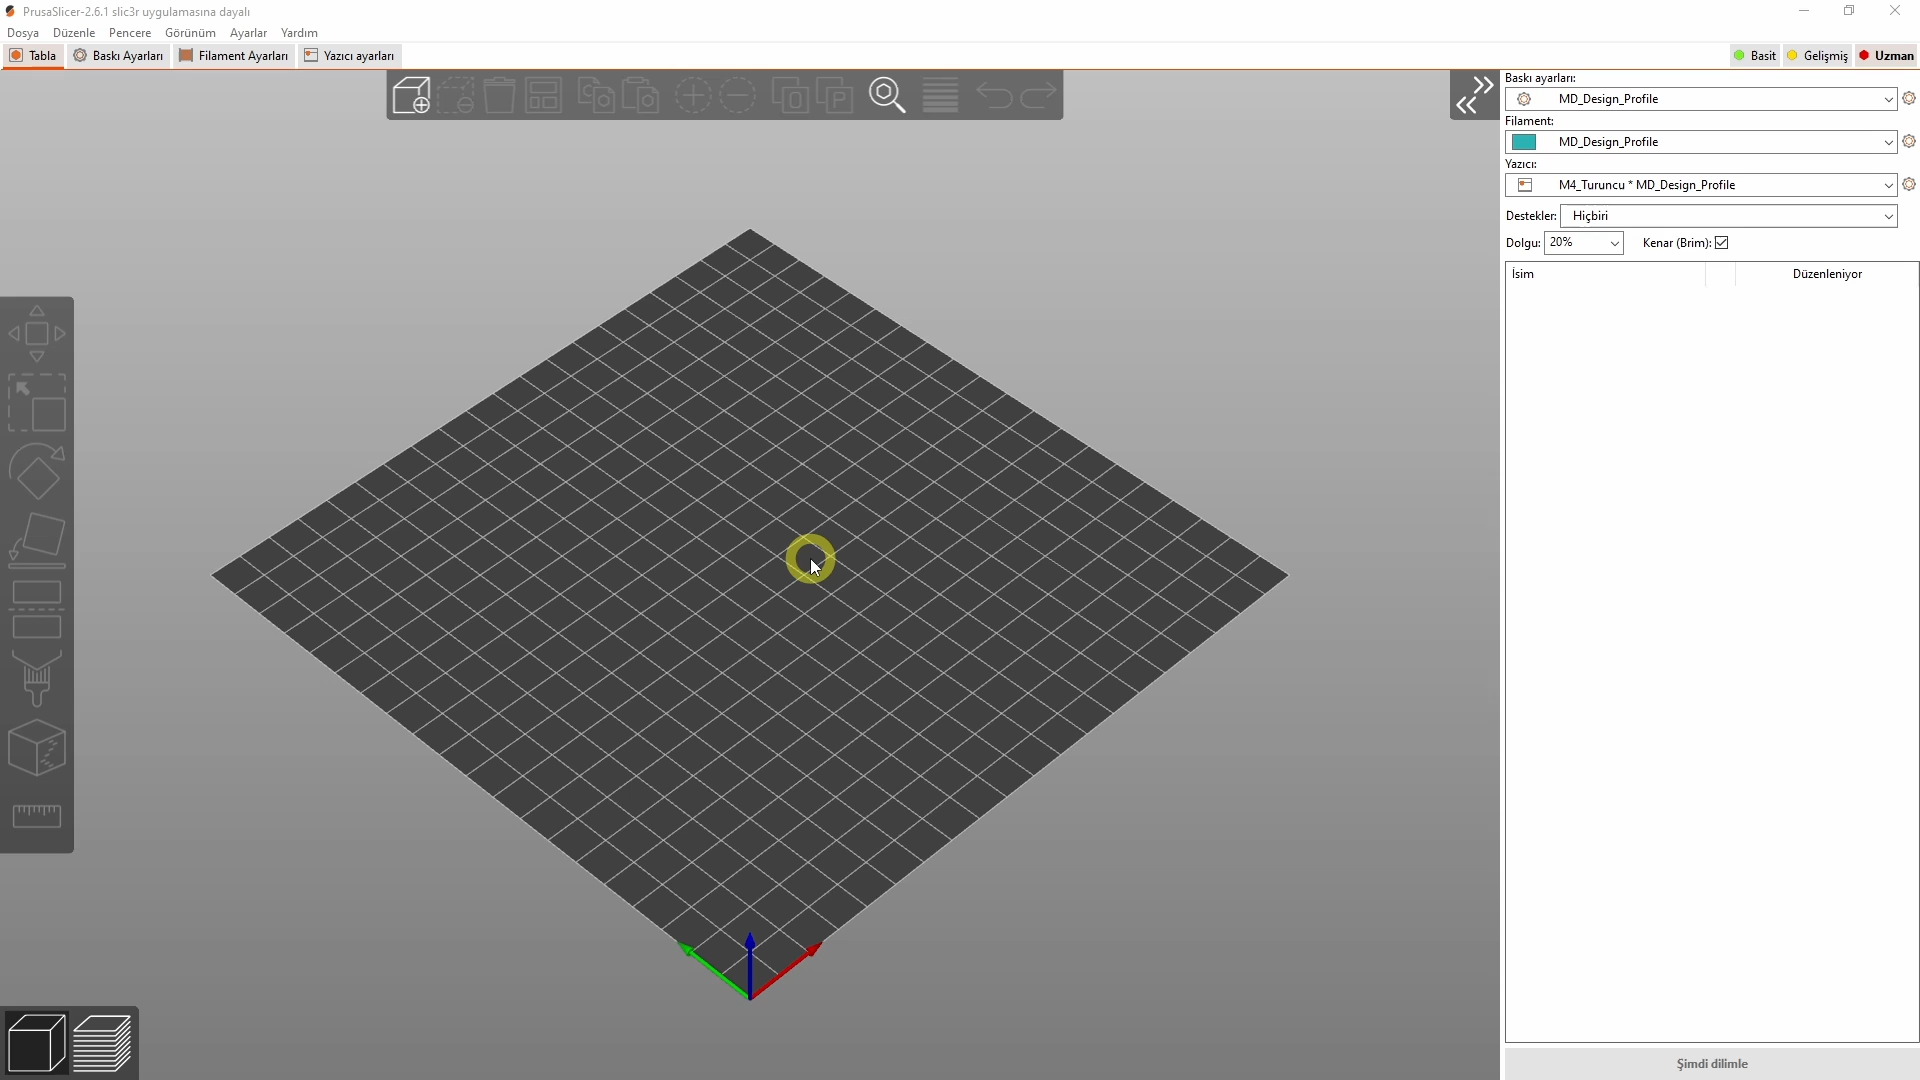 PrusaSlicer-2.6.1 slic3r uygulamasına dayalı
Dosya Düzenle Pencere Görünüm Ayarlar Yardım
Tabla Baskı Ayarları Filament Ayarları Yazıcı ayarları Basit Gelişmiş Uzman
Baskı ayarları:
MD_Design_Profile
Filament:
MD_Design_Profile
Yazıcı:
M4_Turuncu * MD_Design_Profile
Destekler: Hiçbiri
Dolgu: 20% Kenar (Brim):
İsim Düzenleniyor
Şimdi dilimle